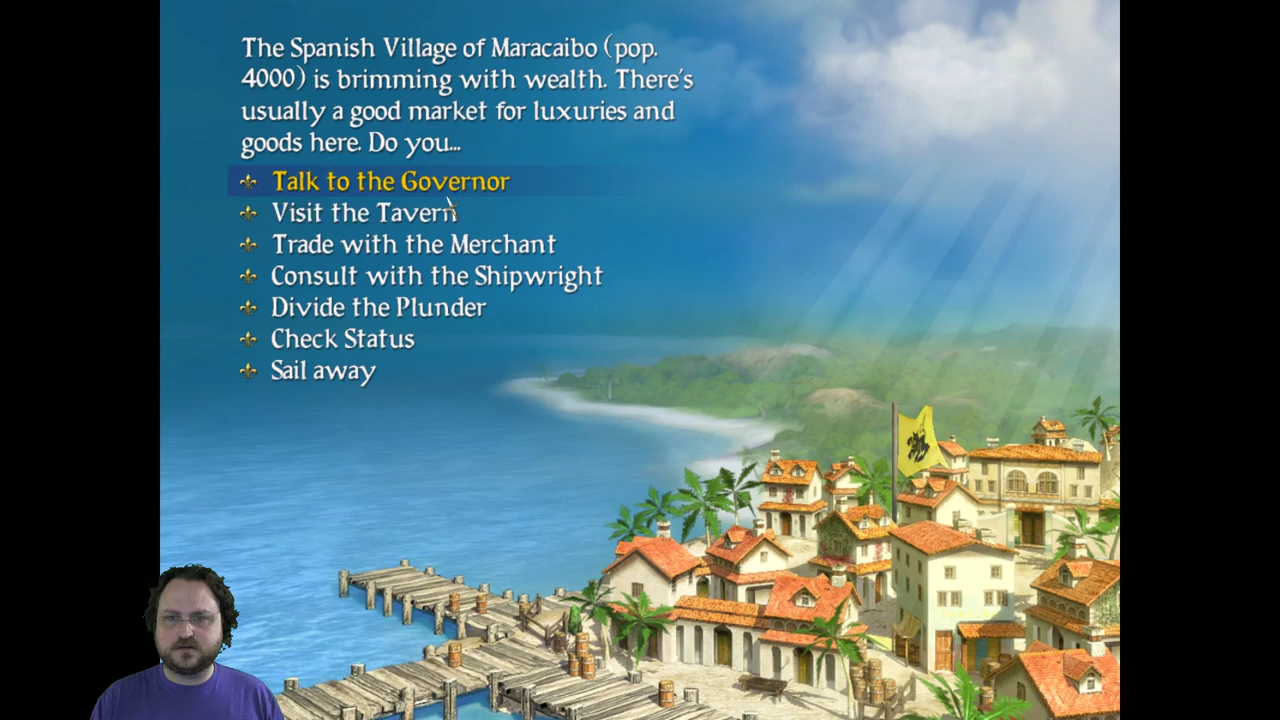 The Spanish Village of Maracaibo (pop.
4000) is brimming with wealth. There's
usually a good market for luxuries and
goods here. Do you...
Talk to the Governor
Visit the Tavern
Trade with the Merchant
Consult with the Shipwright
Divide the Plunder
Check Status
Sail away